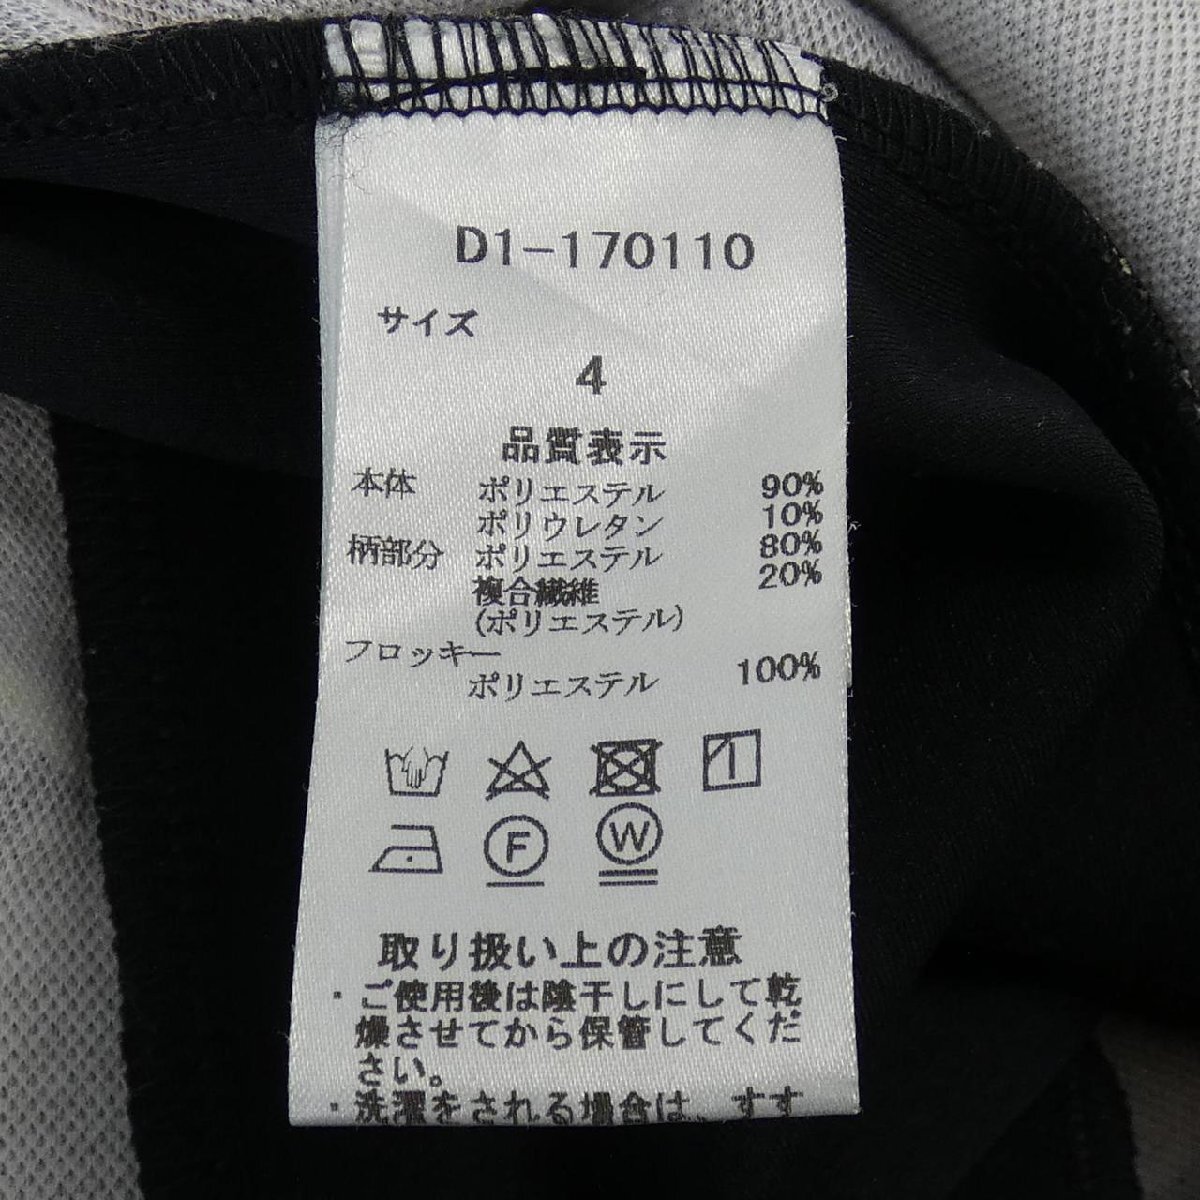 D1-170110
サイズ
4
品質表示
本体 ポリエステル 90%
ポリウレタン 10%
柄部分 ポリエステル 80%
複合繊維 20%
(ポリエステル)
フロッキー
ポリエステル 100%
F W
取り扱い上の注意
・ご使用後は陰干しにして乾
燥させてから保管してくだ
さい。
・洗濯をされる場合は、すす